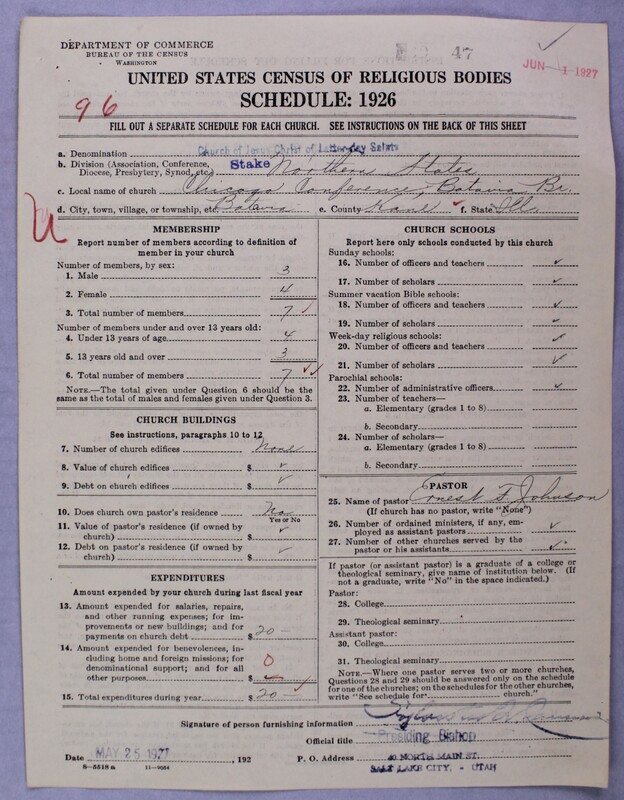 DEPARTMENT OF COMMERCE
BUREAU OF THE CENSUS
WASHINGTON
47
JUN -1 1927
UNITED STATES CENSUS OF RELIGIOUS BODIES
SCHEDULE: 1926
96
FILL OUT A SEPARATE SCHEDULE FOR EACH CHURCH. SEE INSTRUCTIONS ON THE BACK OF THIS SHEET
a. Denomination Church of Jesus Christ of Latter-day Saints
b. Division (Association, Conference, Diocese, Presbytery, Synod, etc.) Stake Northern States
c. Local name of church Chicago Conference, Batavia Br.
d. City, town, village, or township, etc. Batavia e. County Kane f. State Ill.
MEMBERSHIP
Report number of members according to definition of
member in your church
Number of members, by sex:
1. Male 3
2. Female 4
3. Total number of members 7
Number of members under and over 13 years old:
4. Under 13 years of age 4
5. 13 years old and over 3
6. Total number of members 7
NOTE.—The total given under Question 6 should be
same as the total of males and females given under Question 3.
CHURCH BUILDINGS
See instructions, paragraphs 10 to 12
7. Number of church edifices None
8. Value of church edifices $
9. Debt on church edifices $
10. Does church own pastor's residence? No
Yes or No
11. Value of pastor's residence (if owned by
church) $
12. Debt on pastor's residence (if owned by
church) $
EXPENDITURES
Amount expended by your church during last fiscal year
13. Amount expended for salaries, repairs,
and other running expenses; for im-
provements or new buildings; and for
payments on church debt $ 20 —
14. Amount expended for benevolences, in-
cluding home and foreign missions; for
denominational support; and for all
other purposes $ 0
15. Total expenditures during year $ 20 —
CHURCH SCHOOLS
Report here only schools conducted by this church
Sunday schools:
16. Number of officers and teachers
17. Number of scholars
Summer vacation Bible schools:
18. Number of officers and teachers
19. Number of scholars
Week-day religious schools:
20. Number of officers and teachers
21. Number of scholars
Parochial schools:
22. Number of administrative officers
23. Number of teachers—
a. Elementary (grades 1 to 8)
b. Secondary
24. Number of scholars—
a. Elementary (grades 1 to 8)
b. Secondary
PASTOR
25. Name of pastor Ernest F. Johnson
(If church has no pastor, write "None")
26. Number of ordained ministers, if any, em-
ployed as assistant pastors
27. Number of other churches served by the
pastor or his assistants
If pastor (or assistant pastor) is a graduate of a college or
theological seminary, give name of institution below. (If
not a graduate, write "No" in the space indicated.)
Pastor:
28. College
29. Theological seminary
Assistant pastor:
30. College
31. Theological seminary
NOTE.—Where one pastor serves two or more churches,
Questions 28 and 29 should be answered only on the schedule
for one of the churches; on the schedules for the other churches,
write "See schedule for church."
Signature of person furnishing information
Official title Presiding Bishop
Date MAY 25 1927, 192 P. O. Address 40 NORTH MAIN ST.
SALT LAKE CITY, - UTAH
8—5518 a